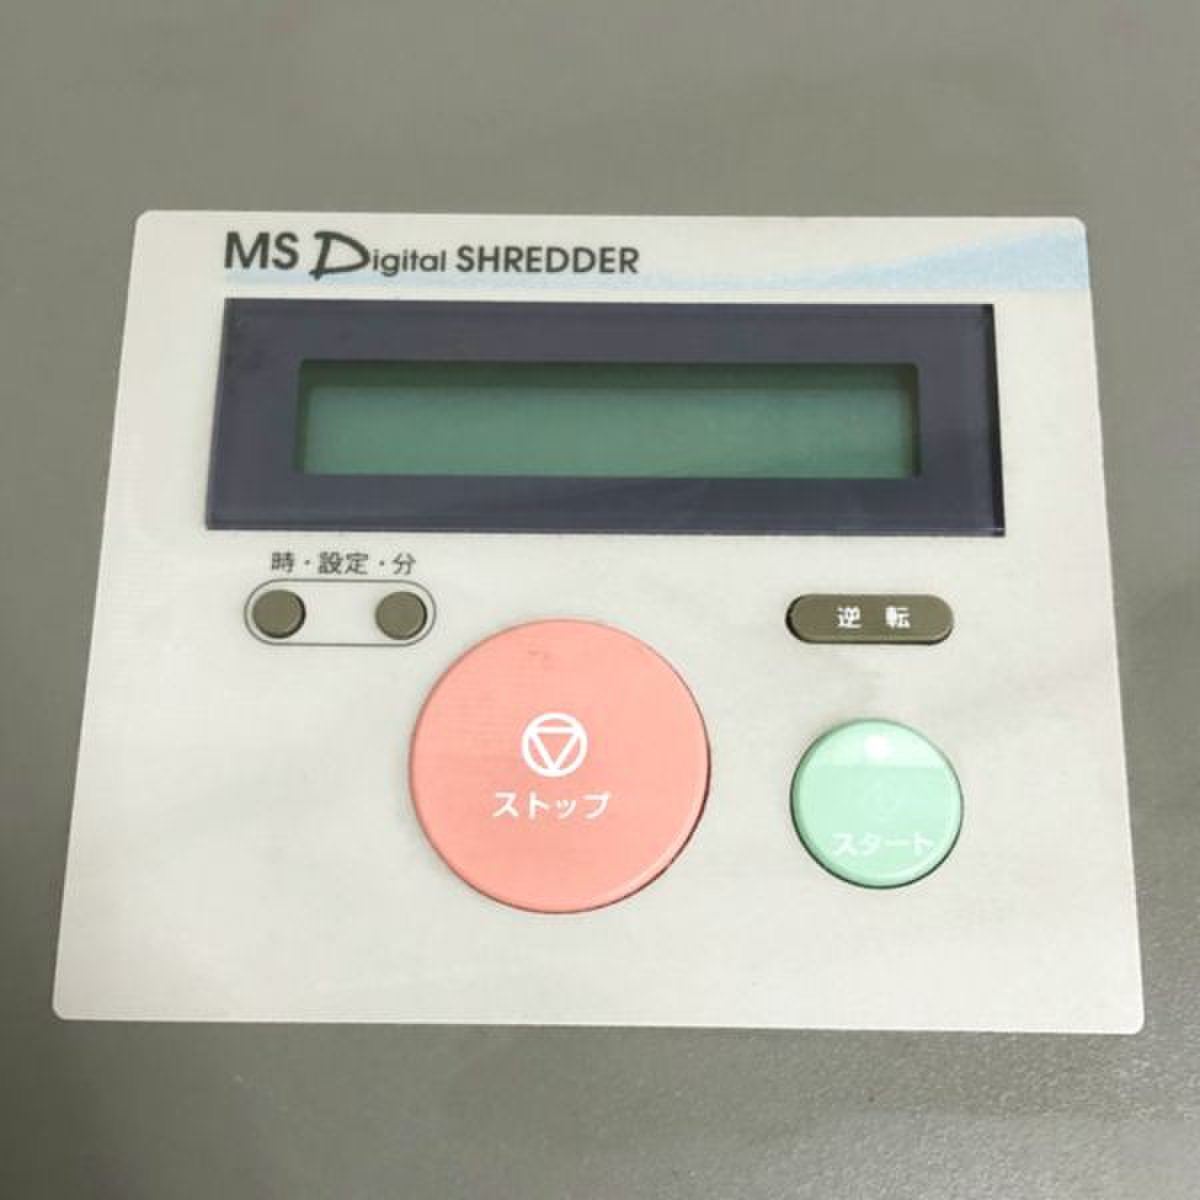 MS Digital SHREDDER
時・設定・分
逆 転
ストップ
スタート